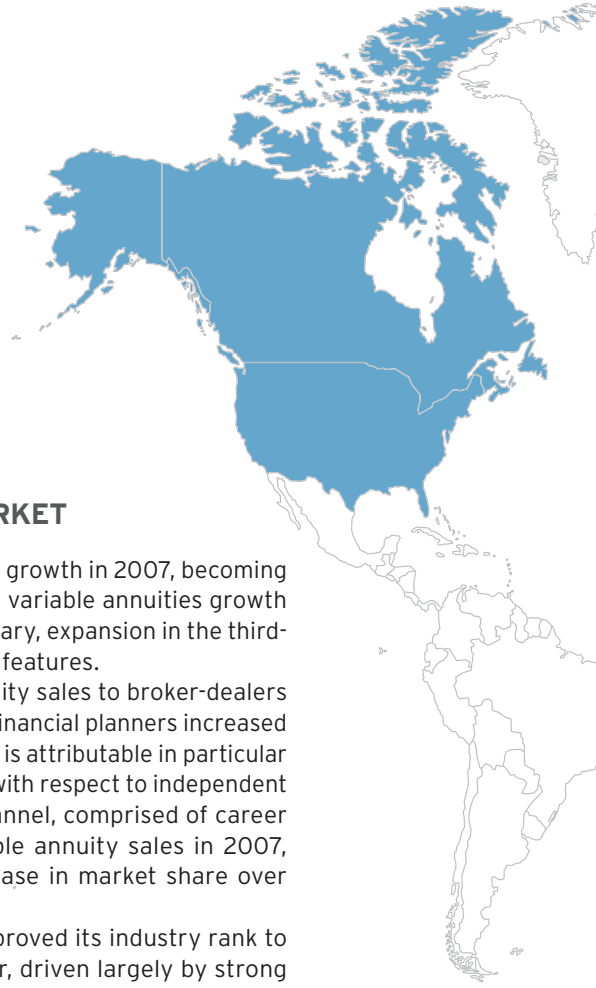 RKET
growth in 2007, becoming
variable annuities growth
ary, expansion in the third-
features.
ity sales to broker-dealers
financial planners increased
is attributable in particular
with respect to independent
annel, comprised of career
ble annuity sales in 2007,
ease in market share over
proved its industry rank to
r, driven largely by strong